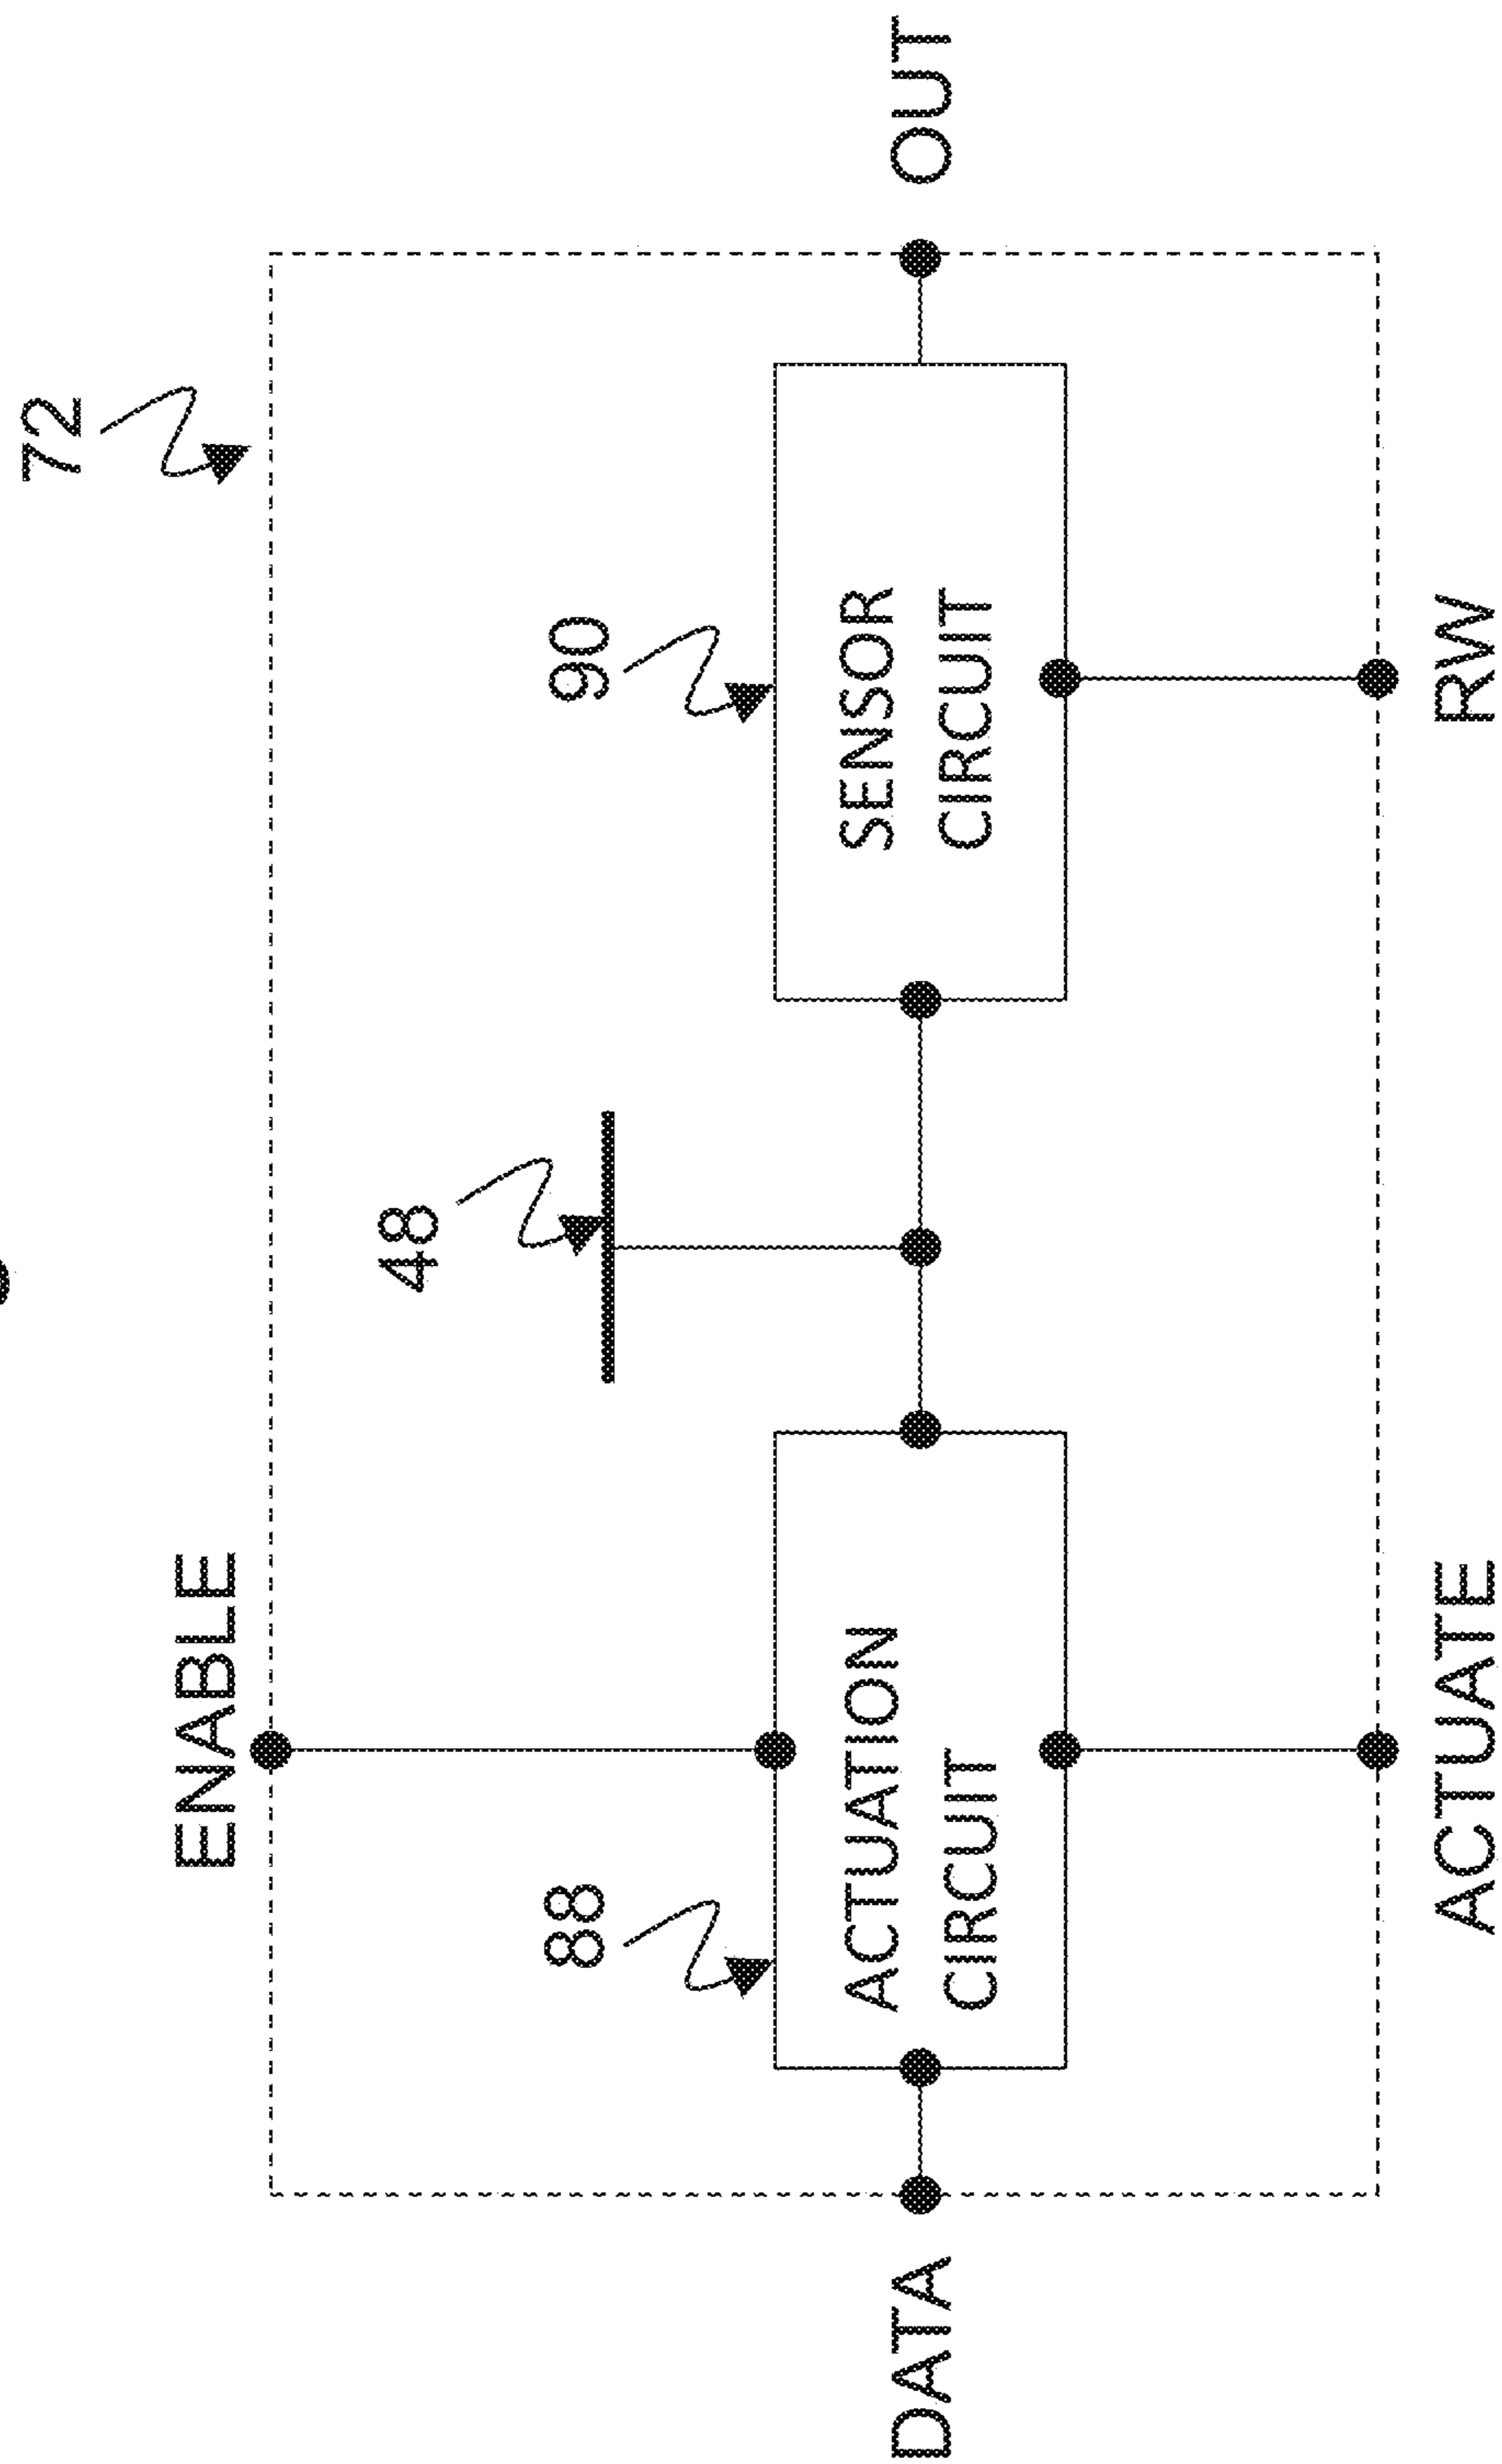 72
ENABLE
48
90
88
DATA
ACTUATION
CIRCUIT
SENSOR
CIRCUIT
OUT
ACTUATE
RW